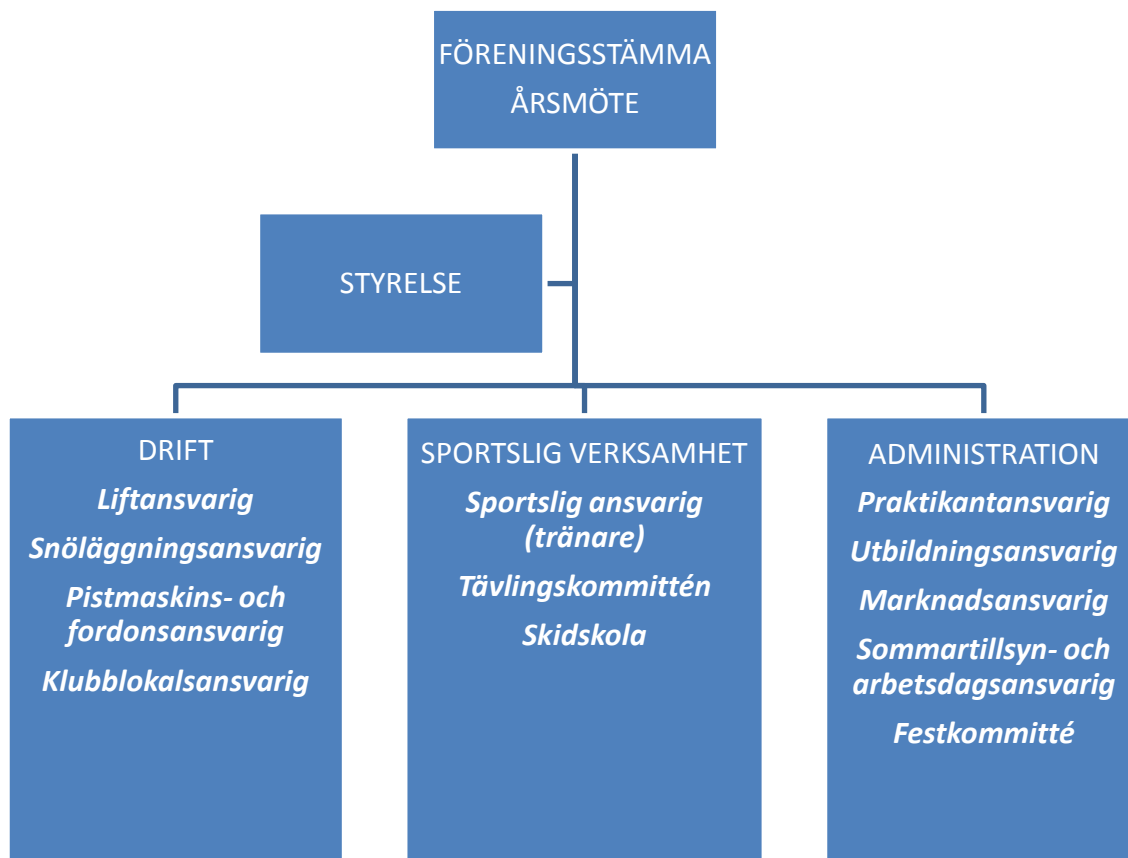 FÖRENINGSSTÄMMA
ÅRSMÖTE
STYRELSE
DRIFT
Liftansvarig
Snöläggningsansvarig
Pistmaskins- och
fordonsansvarig
Klubblokalsansvarig
SPORTSLIG VERKSAMHET
Sportslig ansvarig
(tränare)
Tävlingskommittén
Skidskola
ADMINISTRATION
Praktikantansvarig
Utbildningsansvarig
Marknadsansvarig
Sommartillsyn- och
arbetsdagsansvarig
Festkommitté